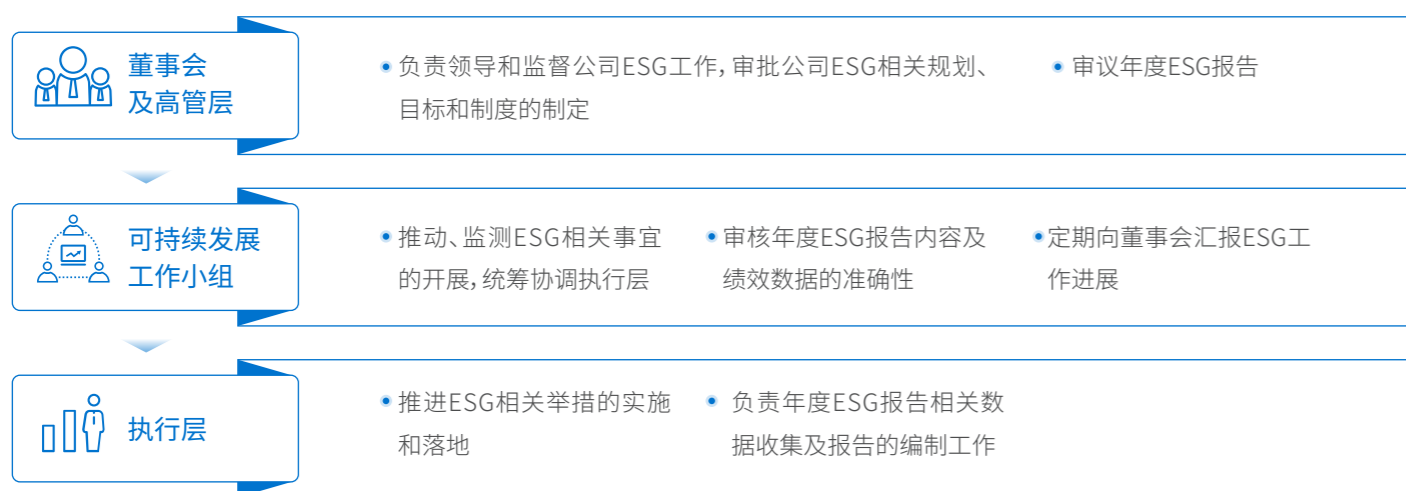 董事会
及高管层
负责领导和监督公司ESG工作，审批公司ESG相关规划、
目标和制度的制定
审议年度ESG报告
可持续发展
工作小组
推动、监测ESG相关事宜
的开展，统筹协调执行层
审核年度ESG报告内容及
绩效数据的准确性
定期向董事会汇报ESG工
作进展
执行层
推进ESG相关举措的实施
和落地
负责年度ESG报告相关数
据收集及报告的编制工作